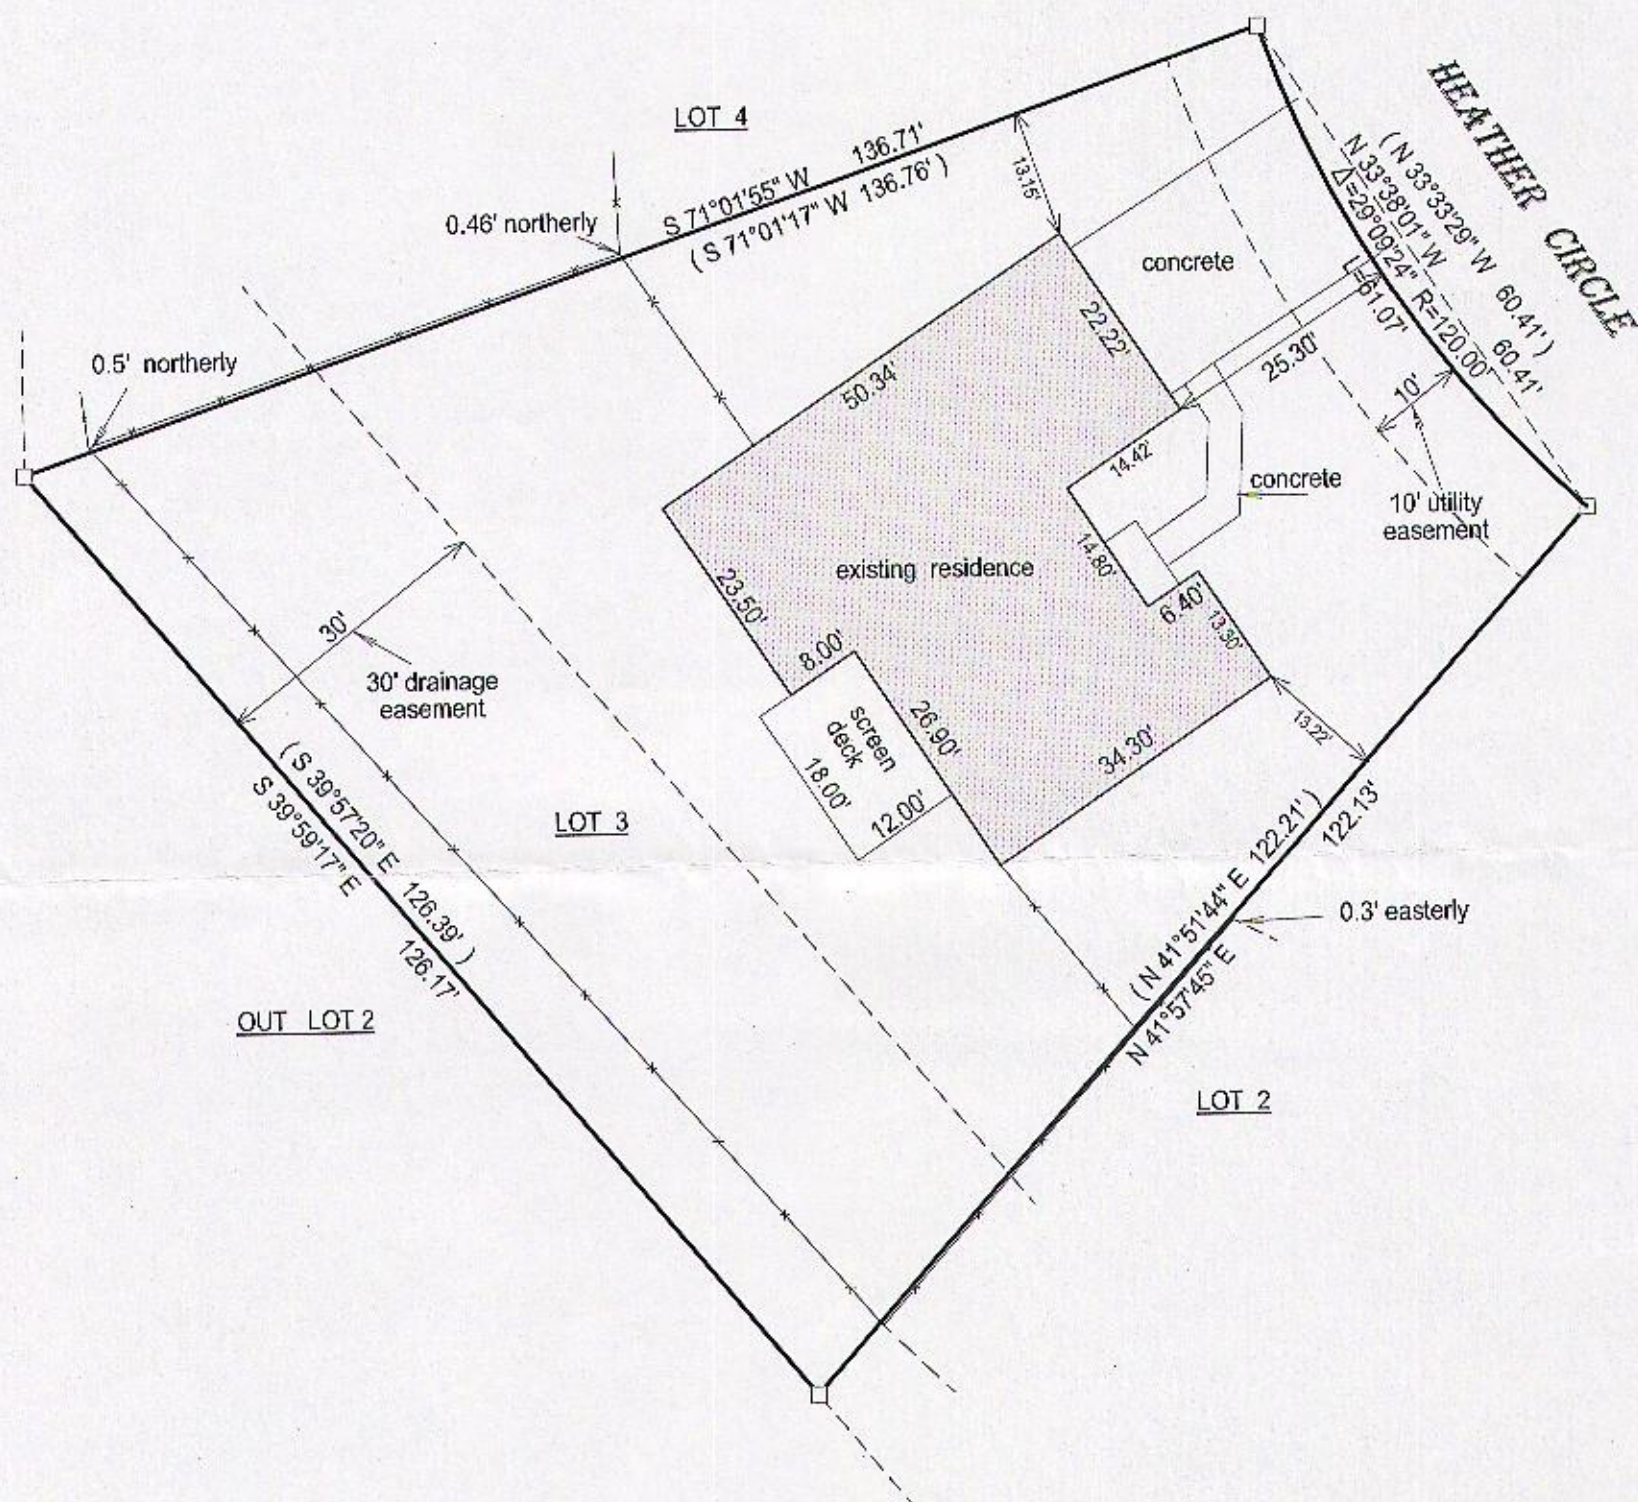 LOT 4
HEATHER CIRCLE
S 71°01'55" W 136.71'
( S 71°01'17" W 136.76' )
0.46' northerly
13.15'
( N 33°33'29" W 60.41' )
N 33°38'01" W 60.41'
Δ=29°09'24" R=120.00'
L=61.07'
concrete
22.22'
25.30'
10'
0.5' northerly
50.34'
14.42'
concrete
10' utility
easement
14.80'
existing residence
6.40'
13.30'
23.50'
30'
8.00'
30' drainage
easement
screen
deck
18.00'
12.00'
26.90'
34.30'
13.22'
( S 39°57'20" E 126.39' )
S 39°59'17" E 126.17'
LOT 3
( N 41°51'44" E 122.21' )
N 41°57'45" E 122.13'
0.3' easterly
OUT LOT 2
LOT 2